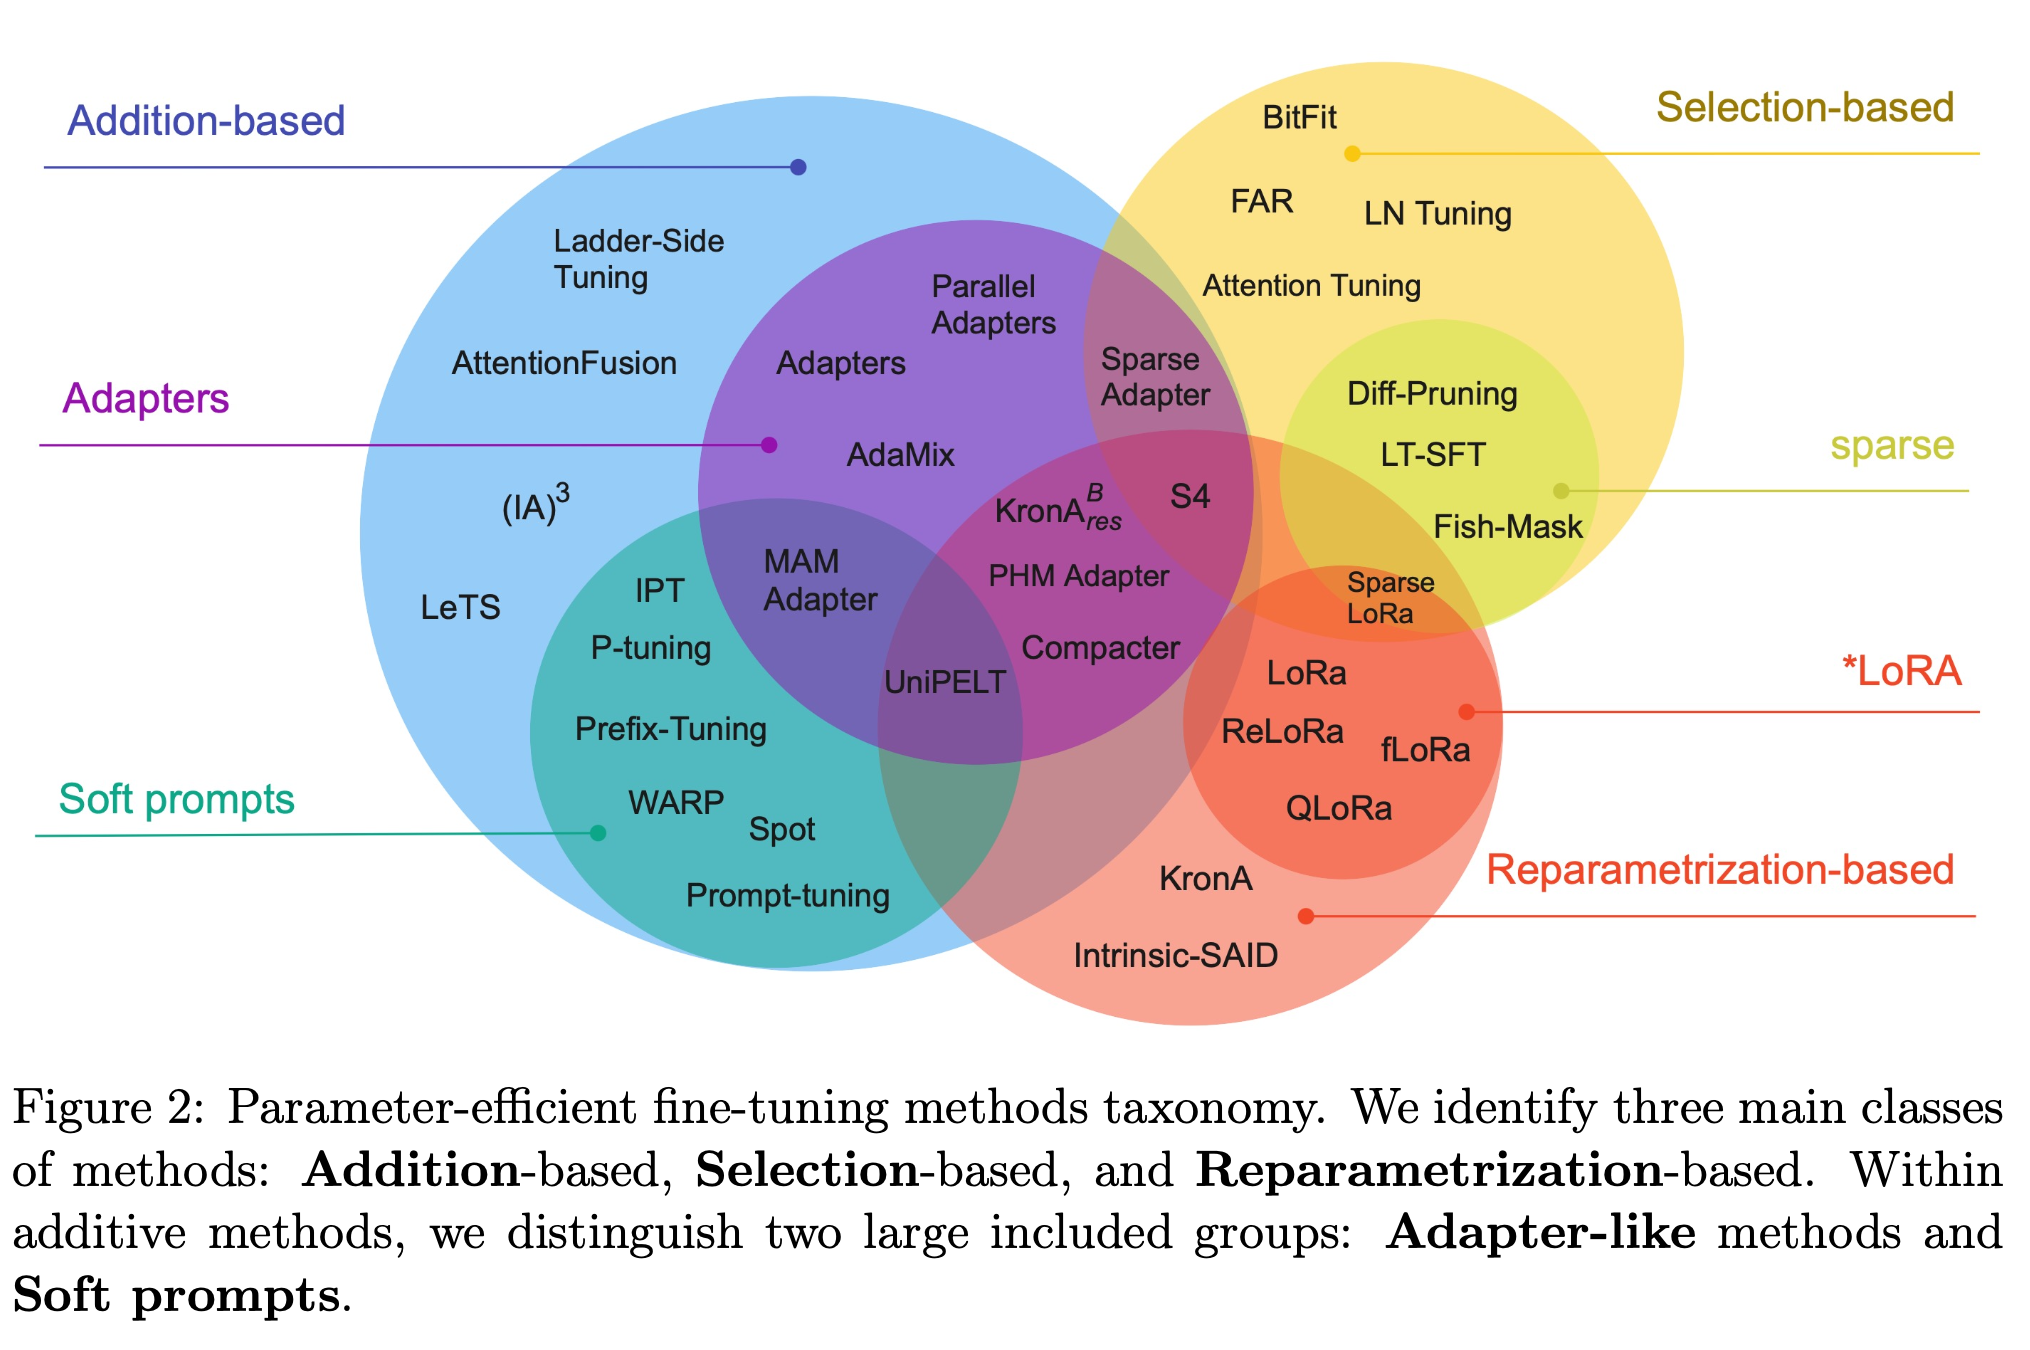 Addition-based
Selection-based
BitFit
FAR
LN Tuning
Ladder-Side
Tuning
Attention Tuning
Parallel
Adapters
AttentionFusion
Adapters
Sparse
Adapter
Adapters
Diff-Pruning
AdaMix
LT-SFT
sparse
(IA)³
KronA^B_res
S4
Fish-Mask
MAM
Adapter
IPT
PHM Adapter
Sparse
LoRa
LeTS
P-tuning
Compacter
UniPELT
LoRa
*LoRA
Prefix-Tuning
ReLoRa
fLoRa
Soft prompts
WARP
Spot
QLoRa
Prompt-tuning
KronA
Reparametrization-based
Intrinsic-SAID
Figure 2: Parameter-efficient fine-tuning methods taxonomy. We identify three main classes
of methods: Addition-based, Selection-based, and Reparametrization-based. Within
additive methods, we distinguish two large included groups: Adapter-like methods and
Soft prompts.